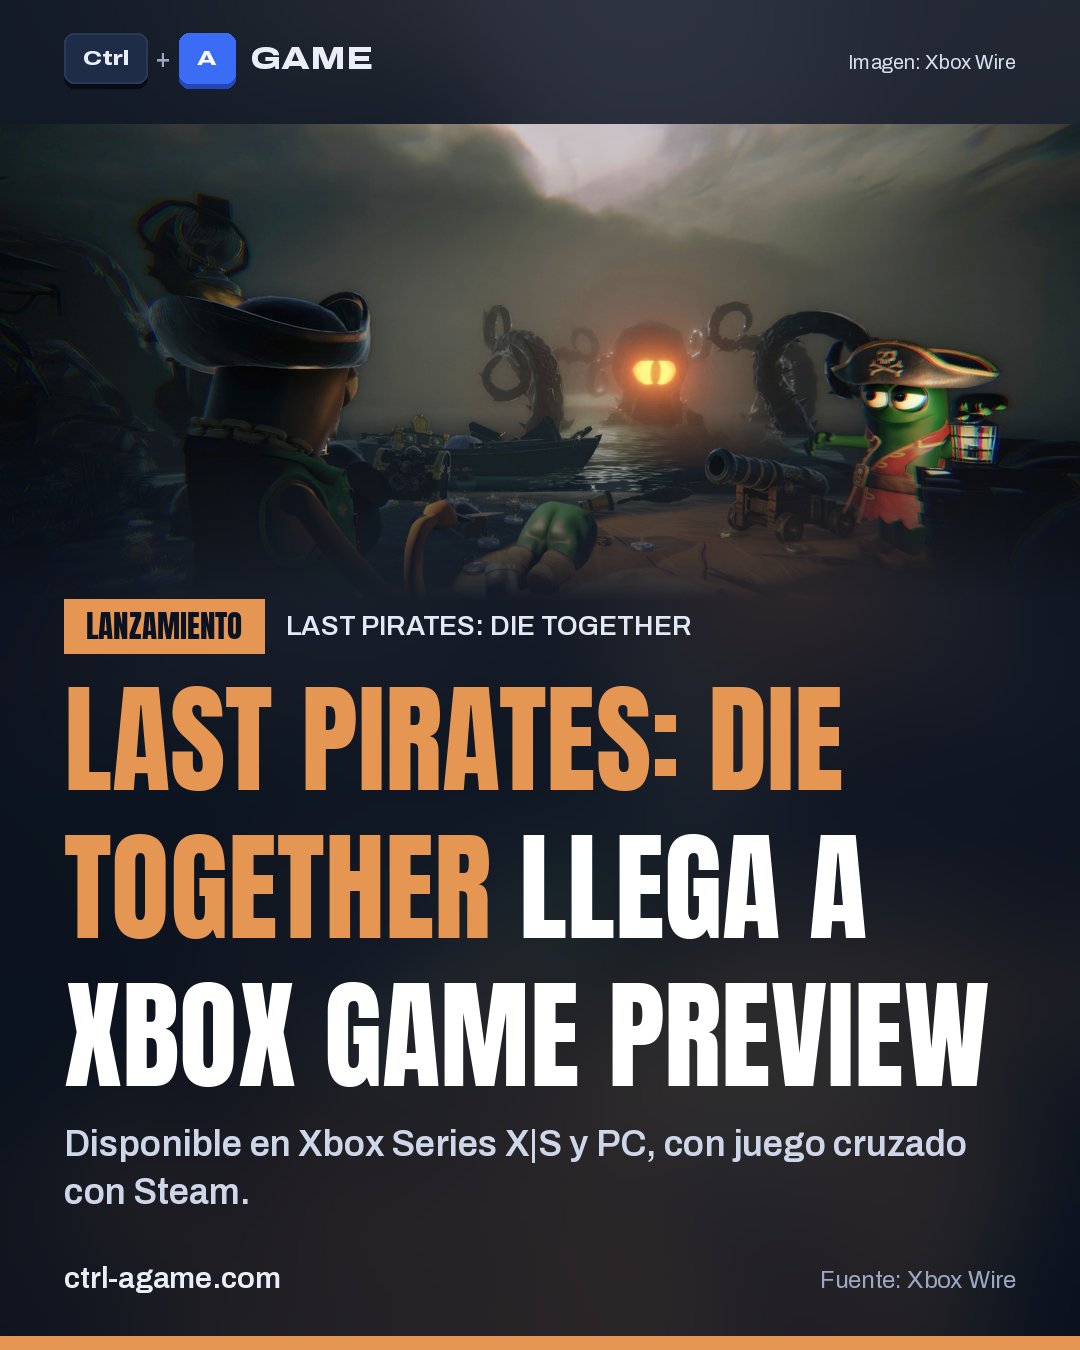 Ctrl + A GAME
Imagen: Xbox Wire
LANZAMIENTO
LAST PIRATES: DIE TOGETHER
LAST PIRATES: DIE
TOGETHER LLEGA A
XBOX GAME PREVIEW
Disponible en Xbox Series X|S y PC, con juego cruzado
con Steam.
ctrl-agame.com
Fuente: Xbox Wire